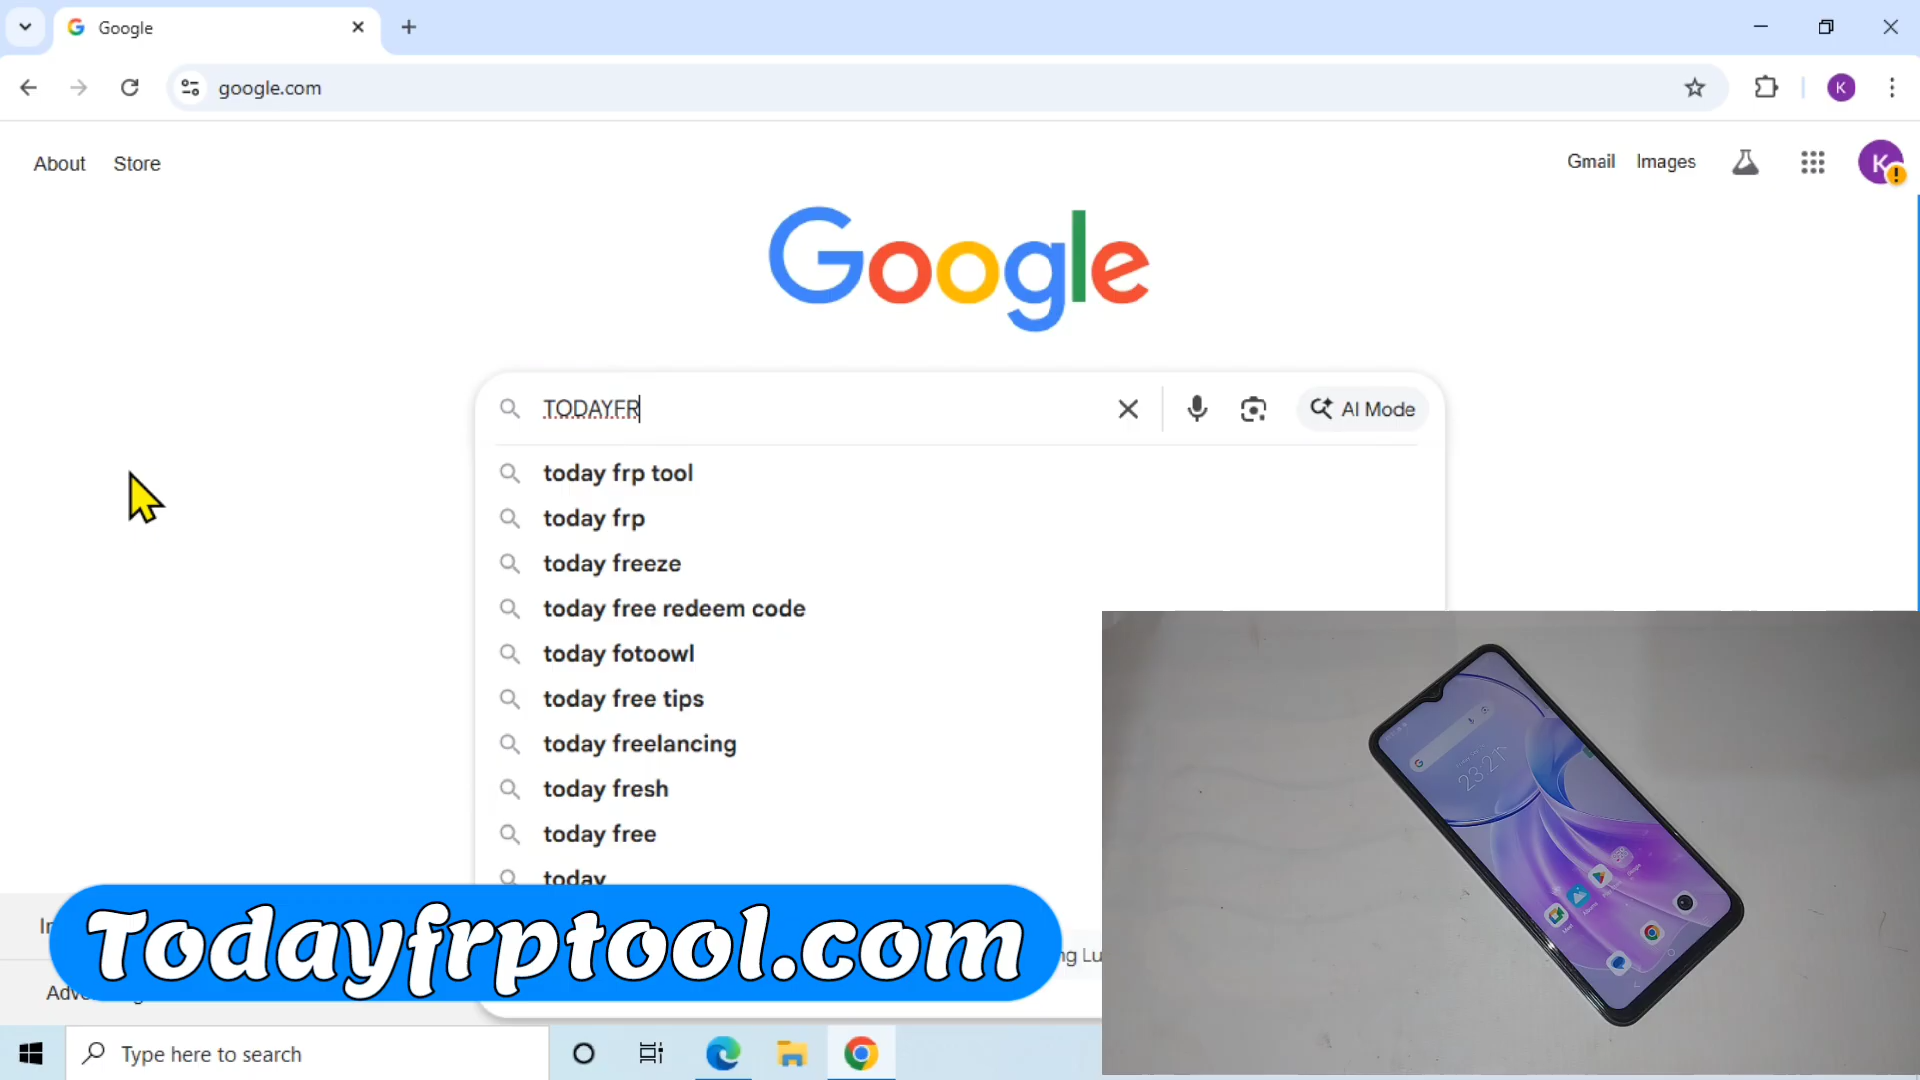 Google
google.com
K
About
Store
Gmail
Images
K
Google
TODAYFR
AI Mode
today frp tool
today frp
today freeze
today free redeem code
today fotoowl
today free tips
today freelancing
today fresh
today free
today
Todayfrptool.com
Type here to search
23:21